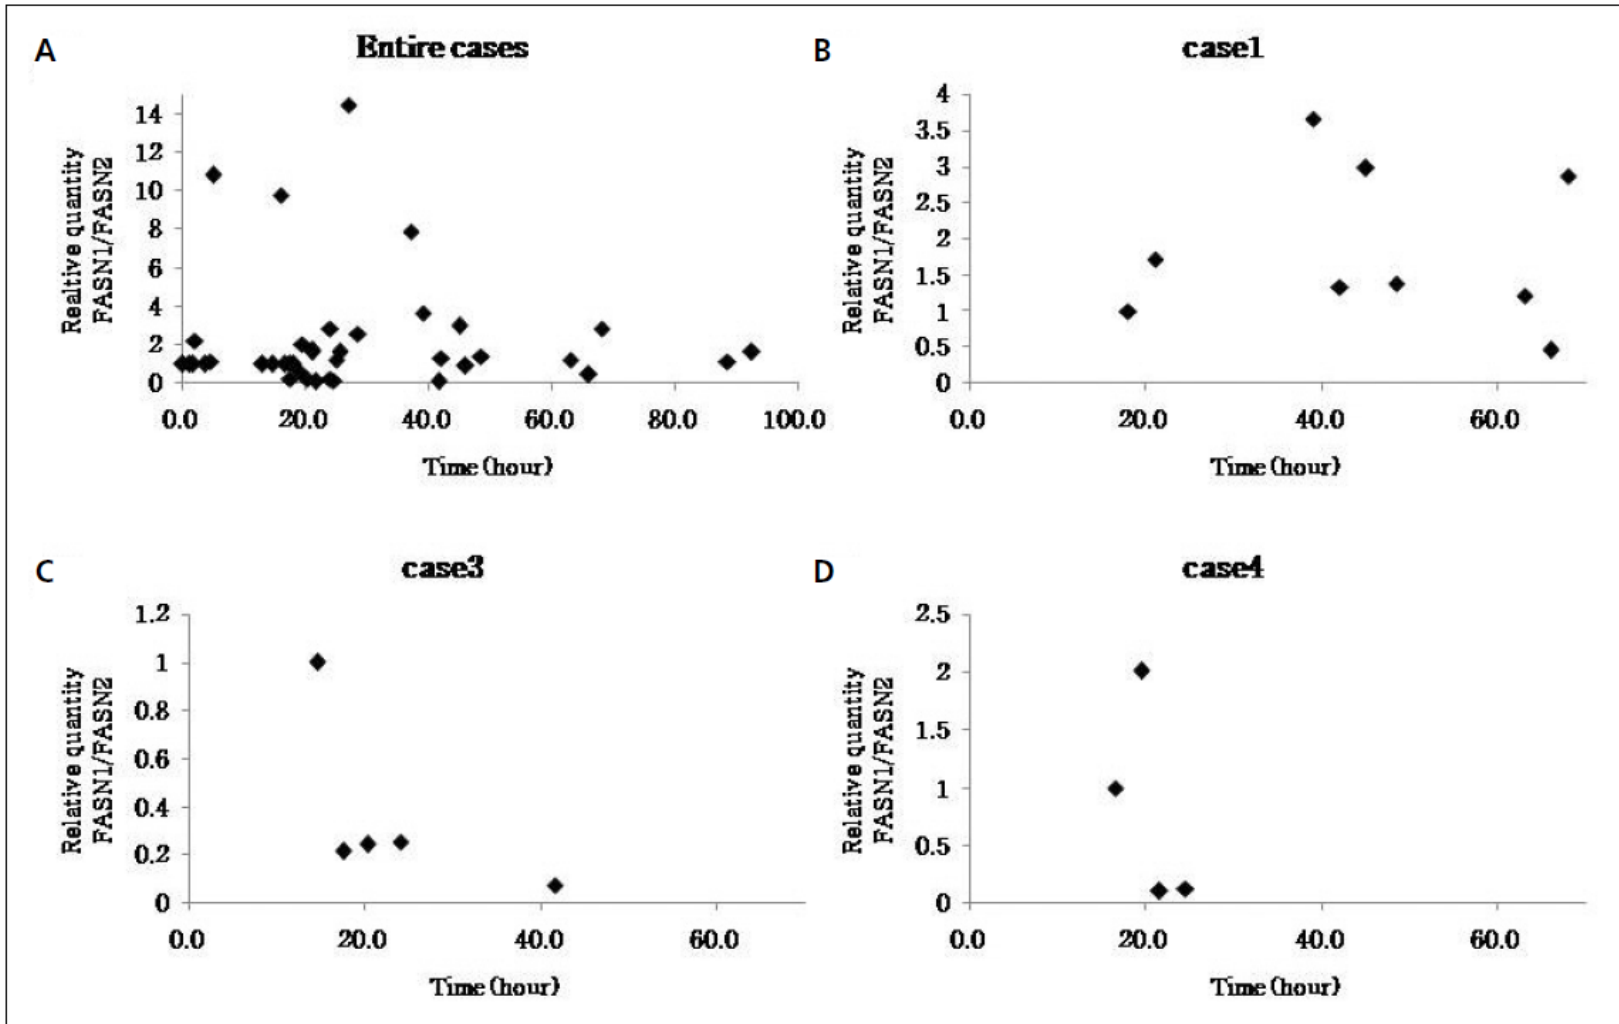 A
Entire cases
Realtive quantity
FASN1/FASN2
14
12
10
8
6
4
2
0
0.0 20.0 40.0 60.0 80.0 100.0
Time (hour)
B
case1
Relative quantity
FASN1/FASN2
4
3.5
3
2.5
2
1.5
1
0.5
0
0.0 20.0 40.0 60.0
Time (hour)
C
case3
Relative quantity
FASN1/FASN2
1.2
1
0.8
0.6
0.4
0.2
0
0.0 20.0 40.0 60.0
Time (hour)
D
case4
Relative quantity
FASN1/FASN2
2.5
2
1.5
1
0.5
0
0.0 20.0 40.0 60.0
Time (hour)